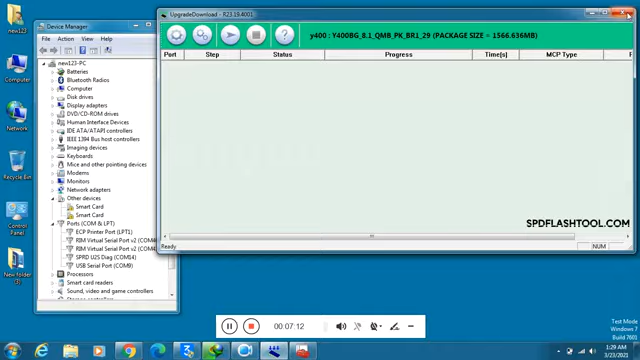 new123
Computer
Network
Recycle Bin
Control Panel
New folder (3)
Device Manager
File Action View Help
new123-PC
Batteries
Bluetooth Radios
Computer
Disk drives
Display adapters
DVD/CD-ROM drives
Human Interface Devices
IDE ATA/ATAPI controllers
IEEE 1394 Bus host controllers
Imaging devices
Keyboards
Mice and other pointing devices
Modems
Monitors
Network adapters
Other devices
Smart Card
Smart Card
Ports (COM & LPT)
ECP Printer Port (LPT1)
RIM Virtual Serial Port v2
RIM Virtual Serial Port v2
SPRD U2S Diag (COM14)
USB Serial Port (COM9)
Processors
Smart card readers
Sound, video and game controllers
UpgradeDownload - R23.19.4001
y400 : Y400BG_8.1_QMB_PK_BR1_29 (PACKAGE SIZE = 1566.636MB)
Port Step Status Progress Time(s) MCP Type
SPDFLASHTOOL.COM
Ready
NUM
00:07:12
Test Mode
Windows 7
Build 7601
1:29 AM
3/23/2021